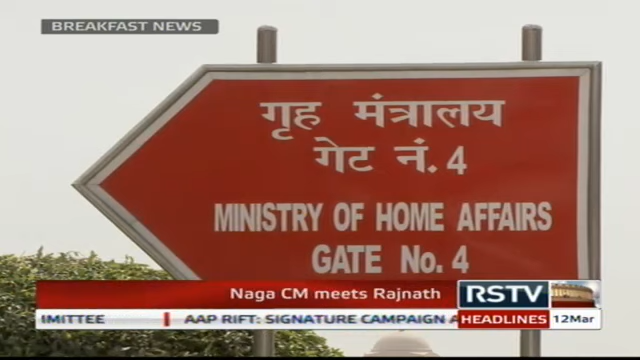 BREAKFAST NEWS
गृह मंत्रालय
गेट नं. 4
MINISTRY OF HOME AFFAIRS
GATE No. 4
Naga CM meets Rajnath
RSTV
IMITTEE AAP RIFT: SIGNATURE CAMPAIGN A
HEADLINES 12Mar